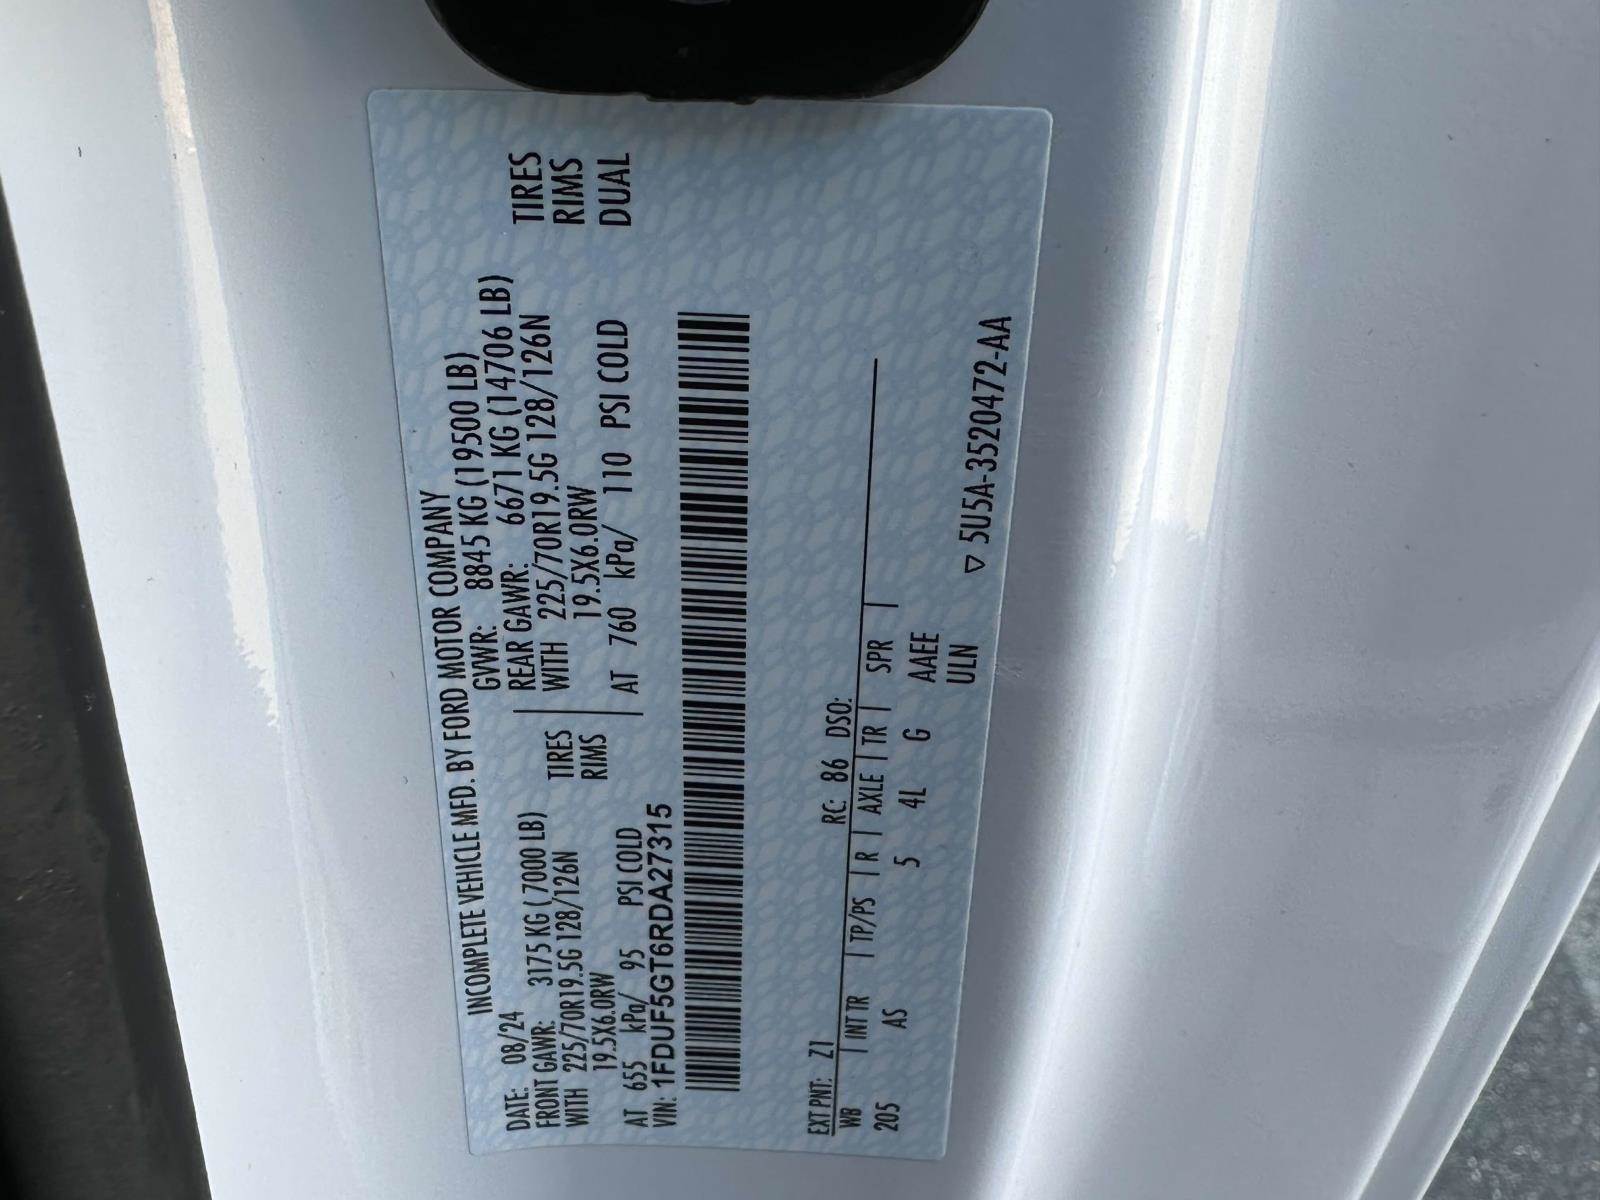 INCOMPLETE VEHICLE MFD. BY FORD MOTOR COMPANY
DATE: 08/24 GVWR: 8845 KG (19500 LB)
FRONT GAWR: 3175 KG ( 7000 LB) REAR GAWR: 6671 KG (14706 LB)
WITH 225/70R19.5G 128/126N TIRES WITH 225/70R19.5G 128/126N TIRES
19.5X6.0RW RIMS 19.5X6.0RW RIMS
AT 655 kPa/ 95 PSI COLD AT 760 kPa/ 110 PSI COLD DUAL
VIN: 1FDUF5GT6RDA27315
EXT PNT: Z1 RC: 86 DSO:
WB | INT TR | TP/PS | R | AXLE | TR | SPR |
205 AS 5 4L G AAEE
ULN
▽ 5U5A-3520472-AA